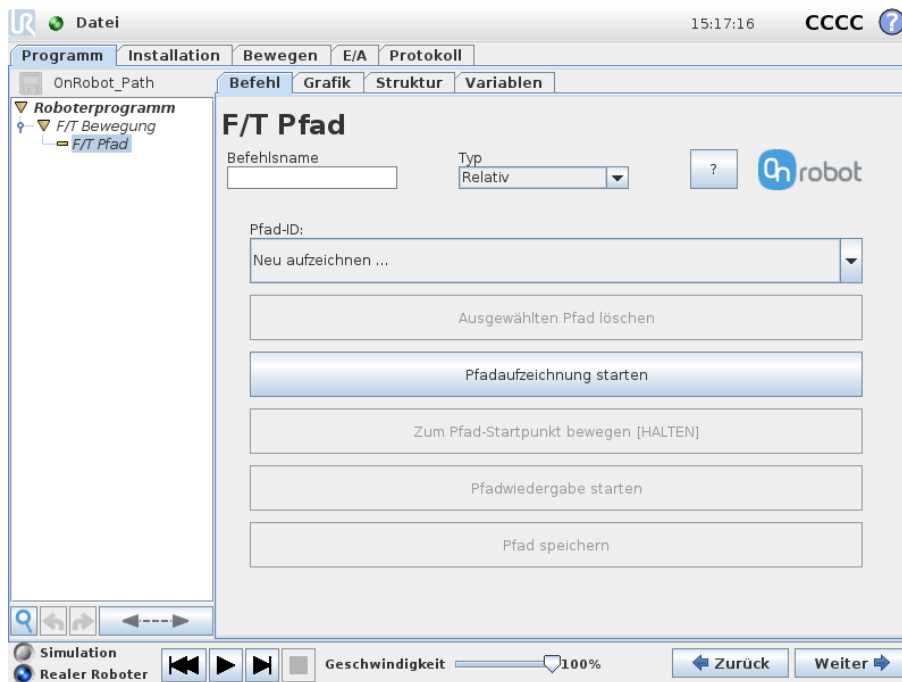 UR Datei 15:17:16 CCCC ?
Programm Installation Bewegen E/A Protokoll
OnRobot_Path Befehl Grafik Struktur Variablen
Roboterprogramm
F/T Bewegung
F/T Pfad
F/T Pfad
Befehlsname Typ
Relativ ? On robot
Pfad-ID:
Neu aufzeichnen ...
Ausgewählten Pfad löschen
Pfadaufzeichnung starten
Zum Pfad-Startpunkt bewegen [HALTEN]
Pfadwiedergabe starten
Pfad speichern
Simulation
Realer Roboter Geschwindigkeit 100% Zurück Weiter